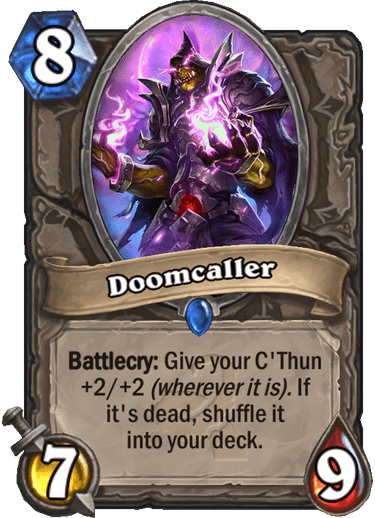 8
Doomcaller
Battlecry: Give your C'Thun
+2/+2 (wherever it is). If
it's dead, shuffle it
into your deck.
7
9